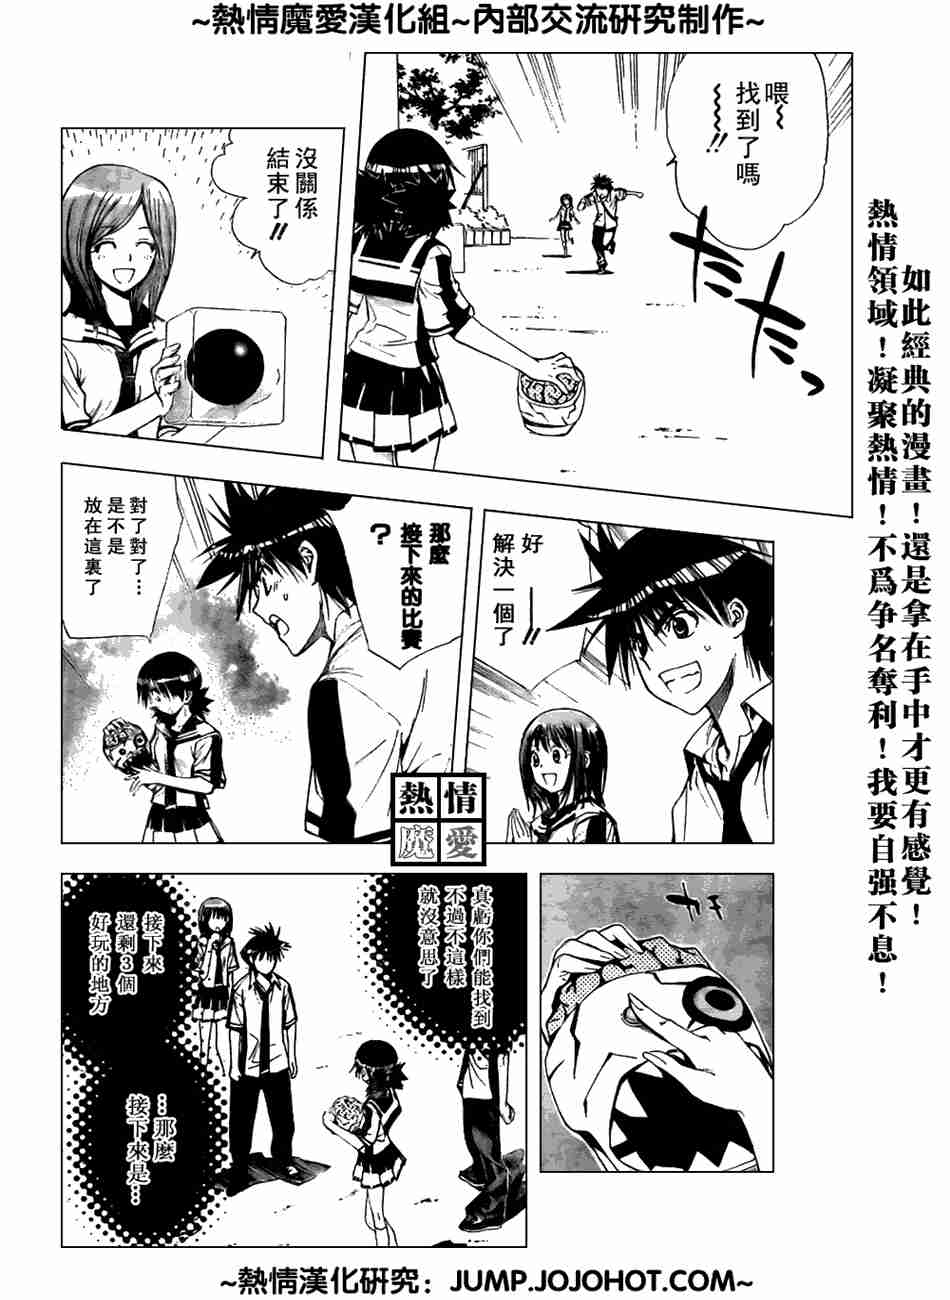 ~熱情魔愛漢化組~內部交流研究制作~
喂~
找到了嗎
~~!!
沒關係
結束了!!
好
解決一個了
——!!
那麼
接下來的比賽
?
對了對了…
是不是
放在這裏了
熱情
魔愛
真虧你們能找到
不過不這樣
就沒意思了
接下來
還剩3個
好玩的地方
…那麼
接下來是…
如此經典的漫畫！還是拿在手中才更有感覺！
熱情領域！凝聚熱情！不爲争名奪利！我要自强不息！
~熱情漢化研究：JUMP.JOJOHOT.COM~